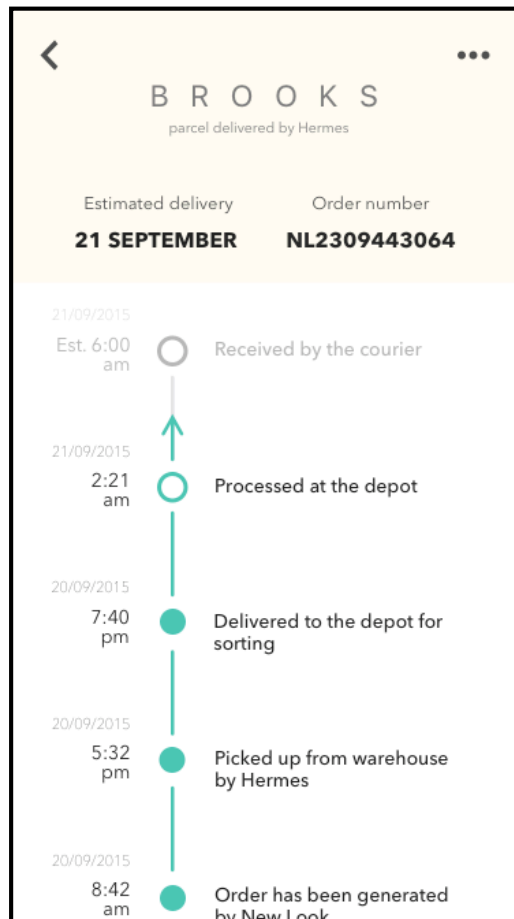 B R O O K S
parcel delivered by Hermes
Estimated delivery
21 SEPTEMBER
Order number
NL2309443064
21/09/2015
Est. 6:00
am
Received by the courier
21/09/2015
2:21
am
Processed at the depot
20/09/2015
7:40
pm
Delivered to the depot for
sorting
20/09/2015
5:32
pm
Picked up from warehouse
by Hermes
20/09/2015
8:42
am
Order has been generated
by New Look